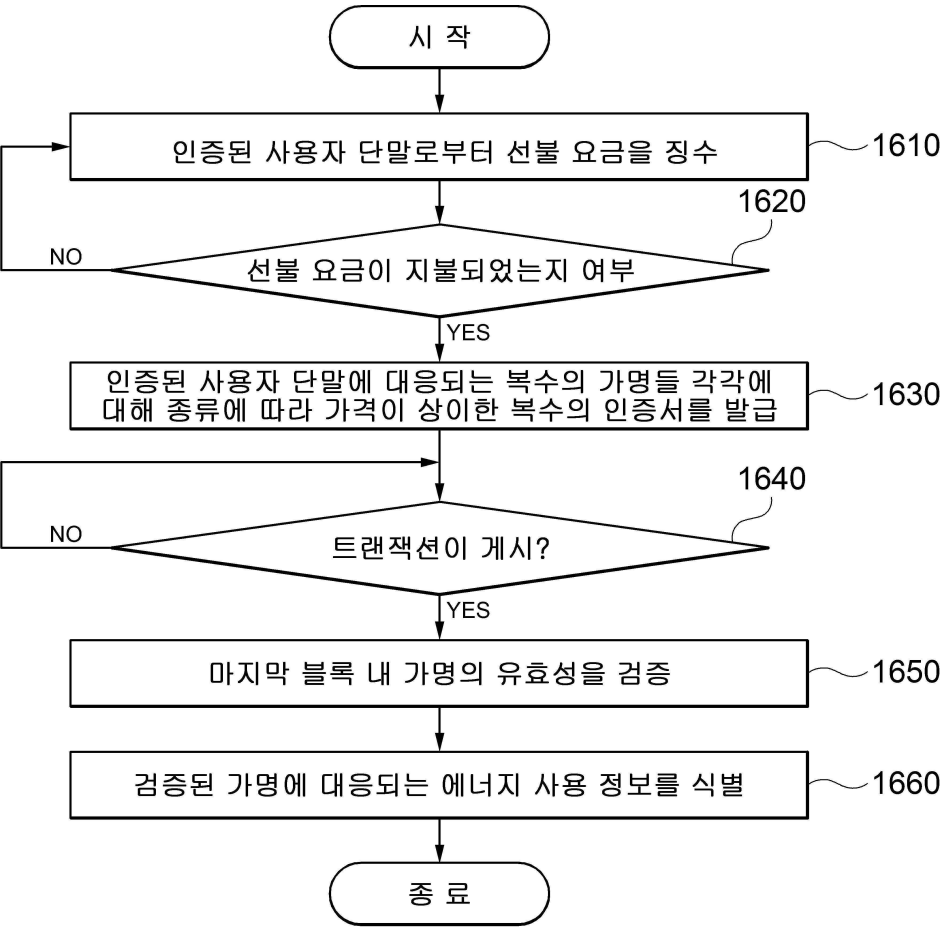 시 작
인증된 사용자 단말로부터 선불 요금을 징수
1610
1620
선불 요금이 지불되었는지 여부
NO
YES
인증된 사용자 단말에 대응되는 복수의 가명들 각각에
대해 종류에 따라 가격이 상이한 복수의 인증서를 발급
1630
1640
트랜잭션이 게시?
NO
YES
마지막 블록 내 가명의 유효성을 검증
1650
검증된 가명에 대응되는 에너지 사용 정보를 식별
1660
종 료